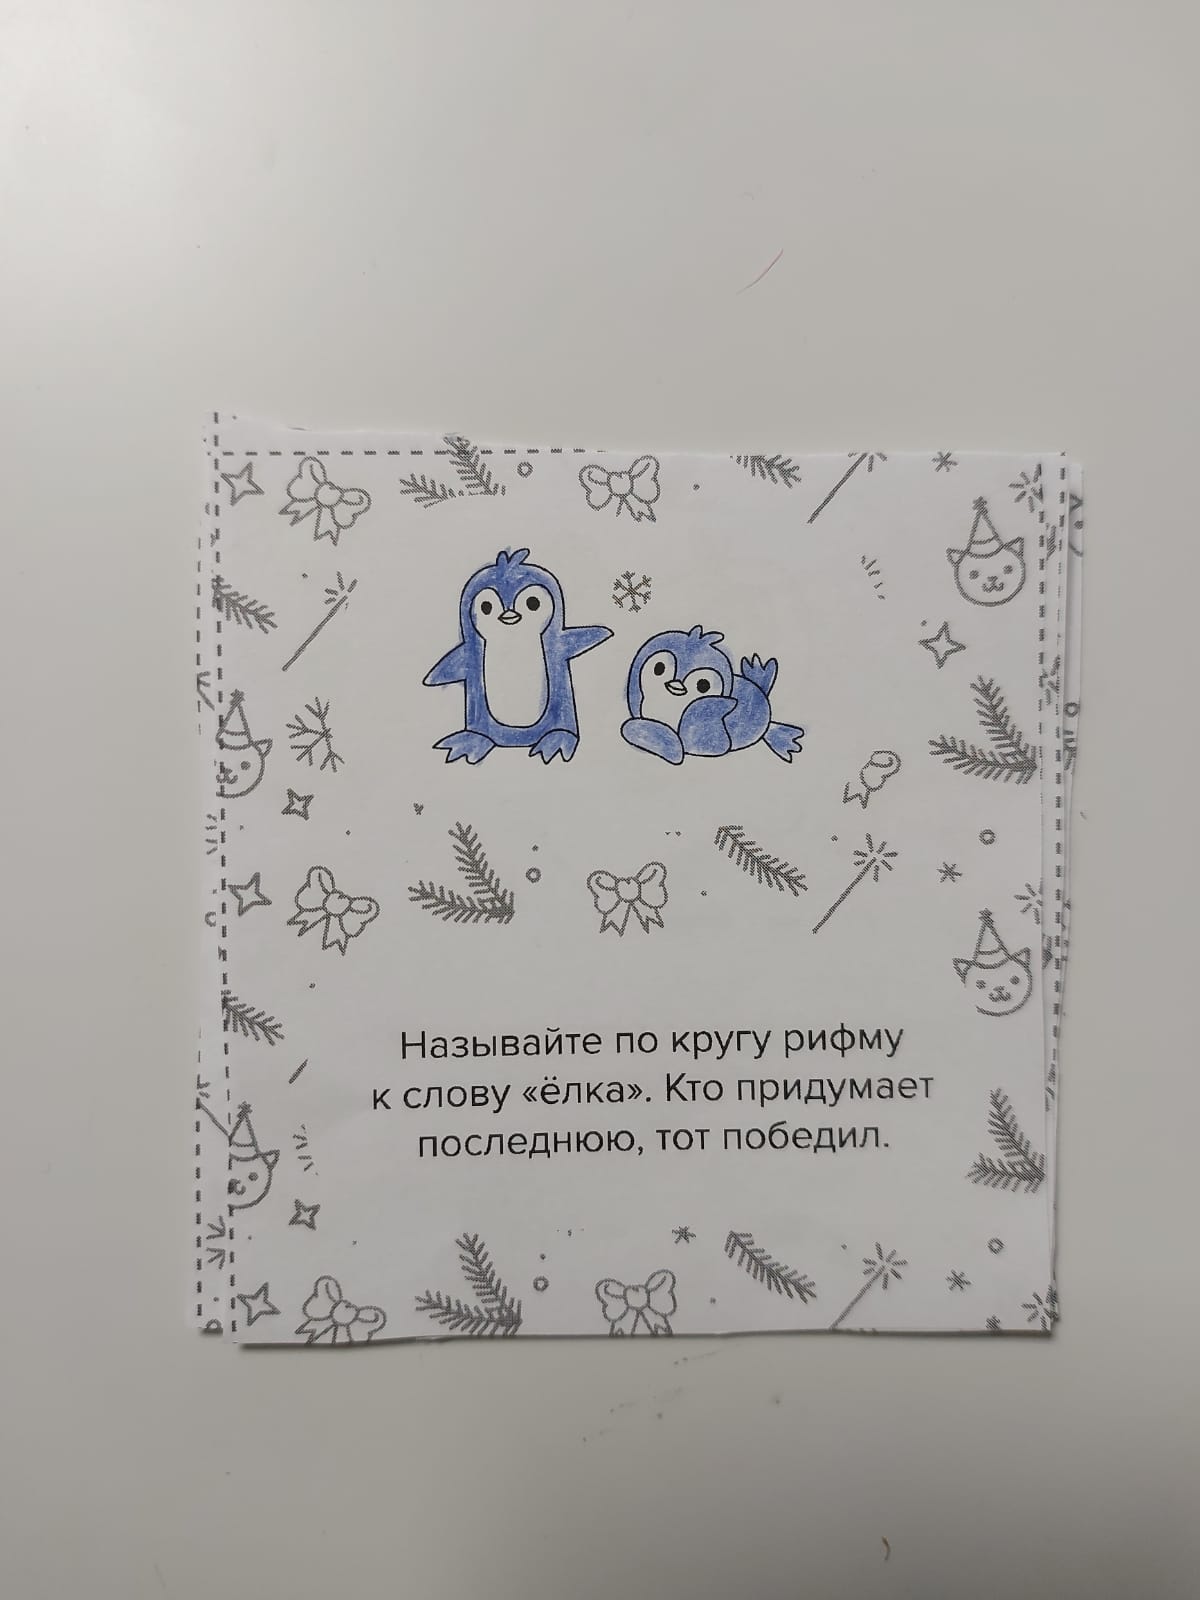 Называйте по кругу рифму
к слову «ёлка». Кто придумает
последнюю, тот победил.